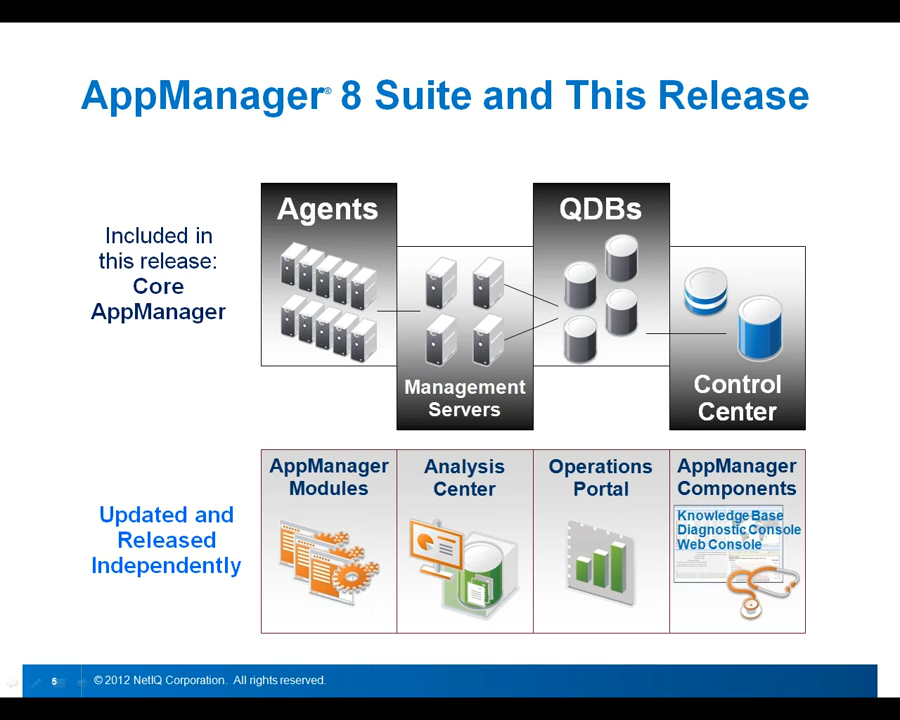 AppManager® 8 Suite and This Release
Included in
this release:
Core
AppManager
Agents
Management
Servers
QDBs
Control
Center
Updated and
Released
Independently
AppManager
Modules
Analysis
Center
Operations
Portal
AppManager
Components
Knowledge Base
Diagnostic Console
Web Console
5
© 2012 NetIQ Corporation. All rights reserved.